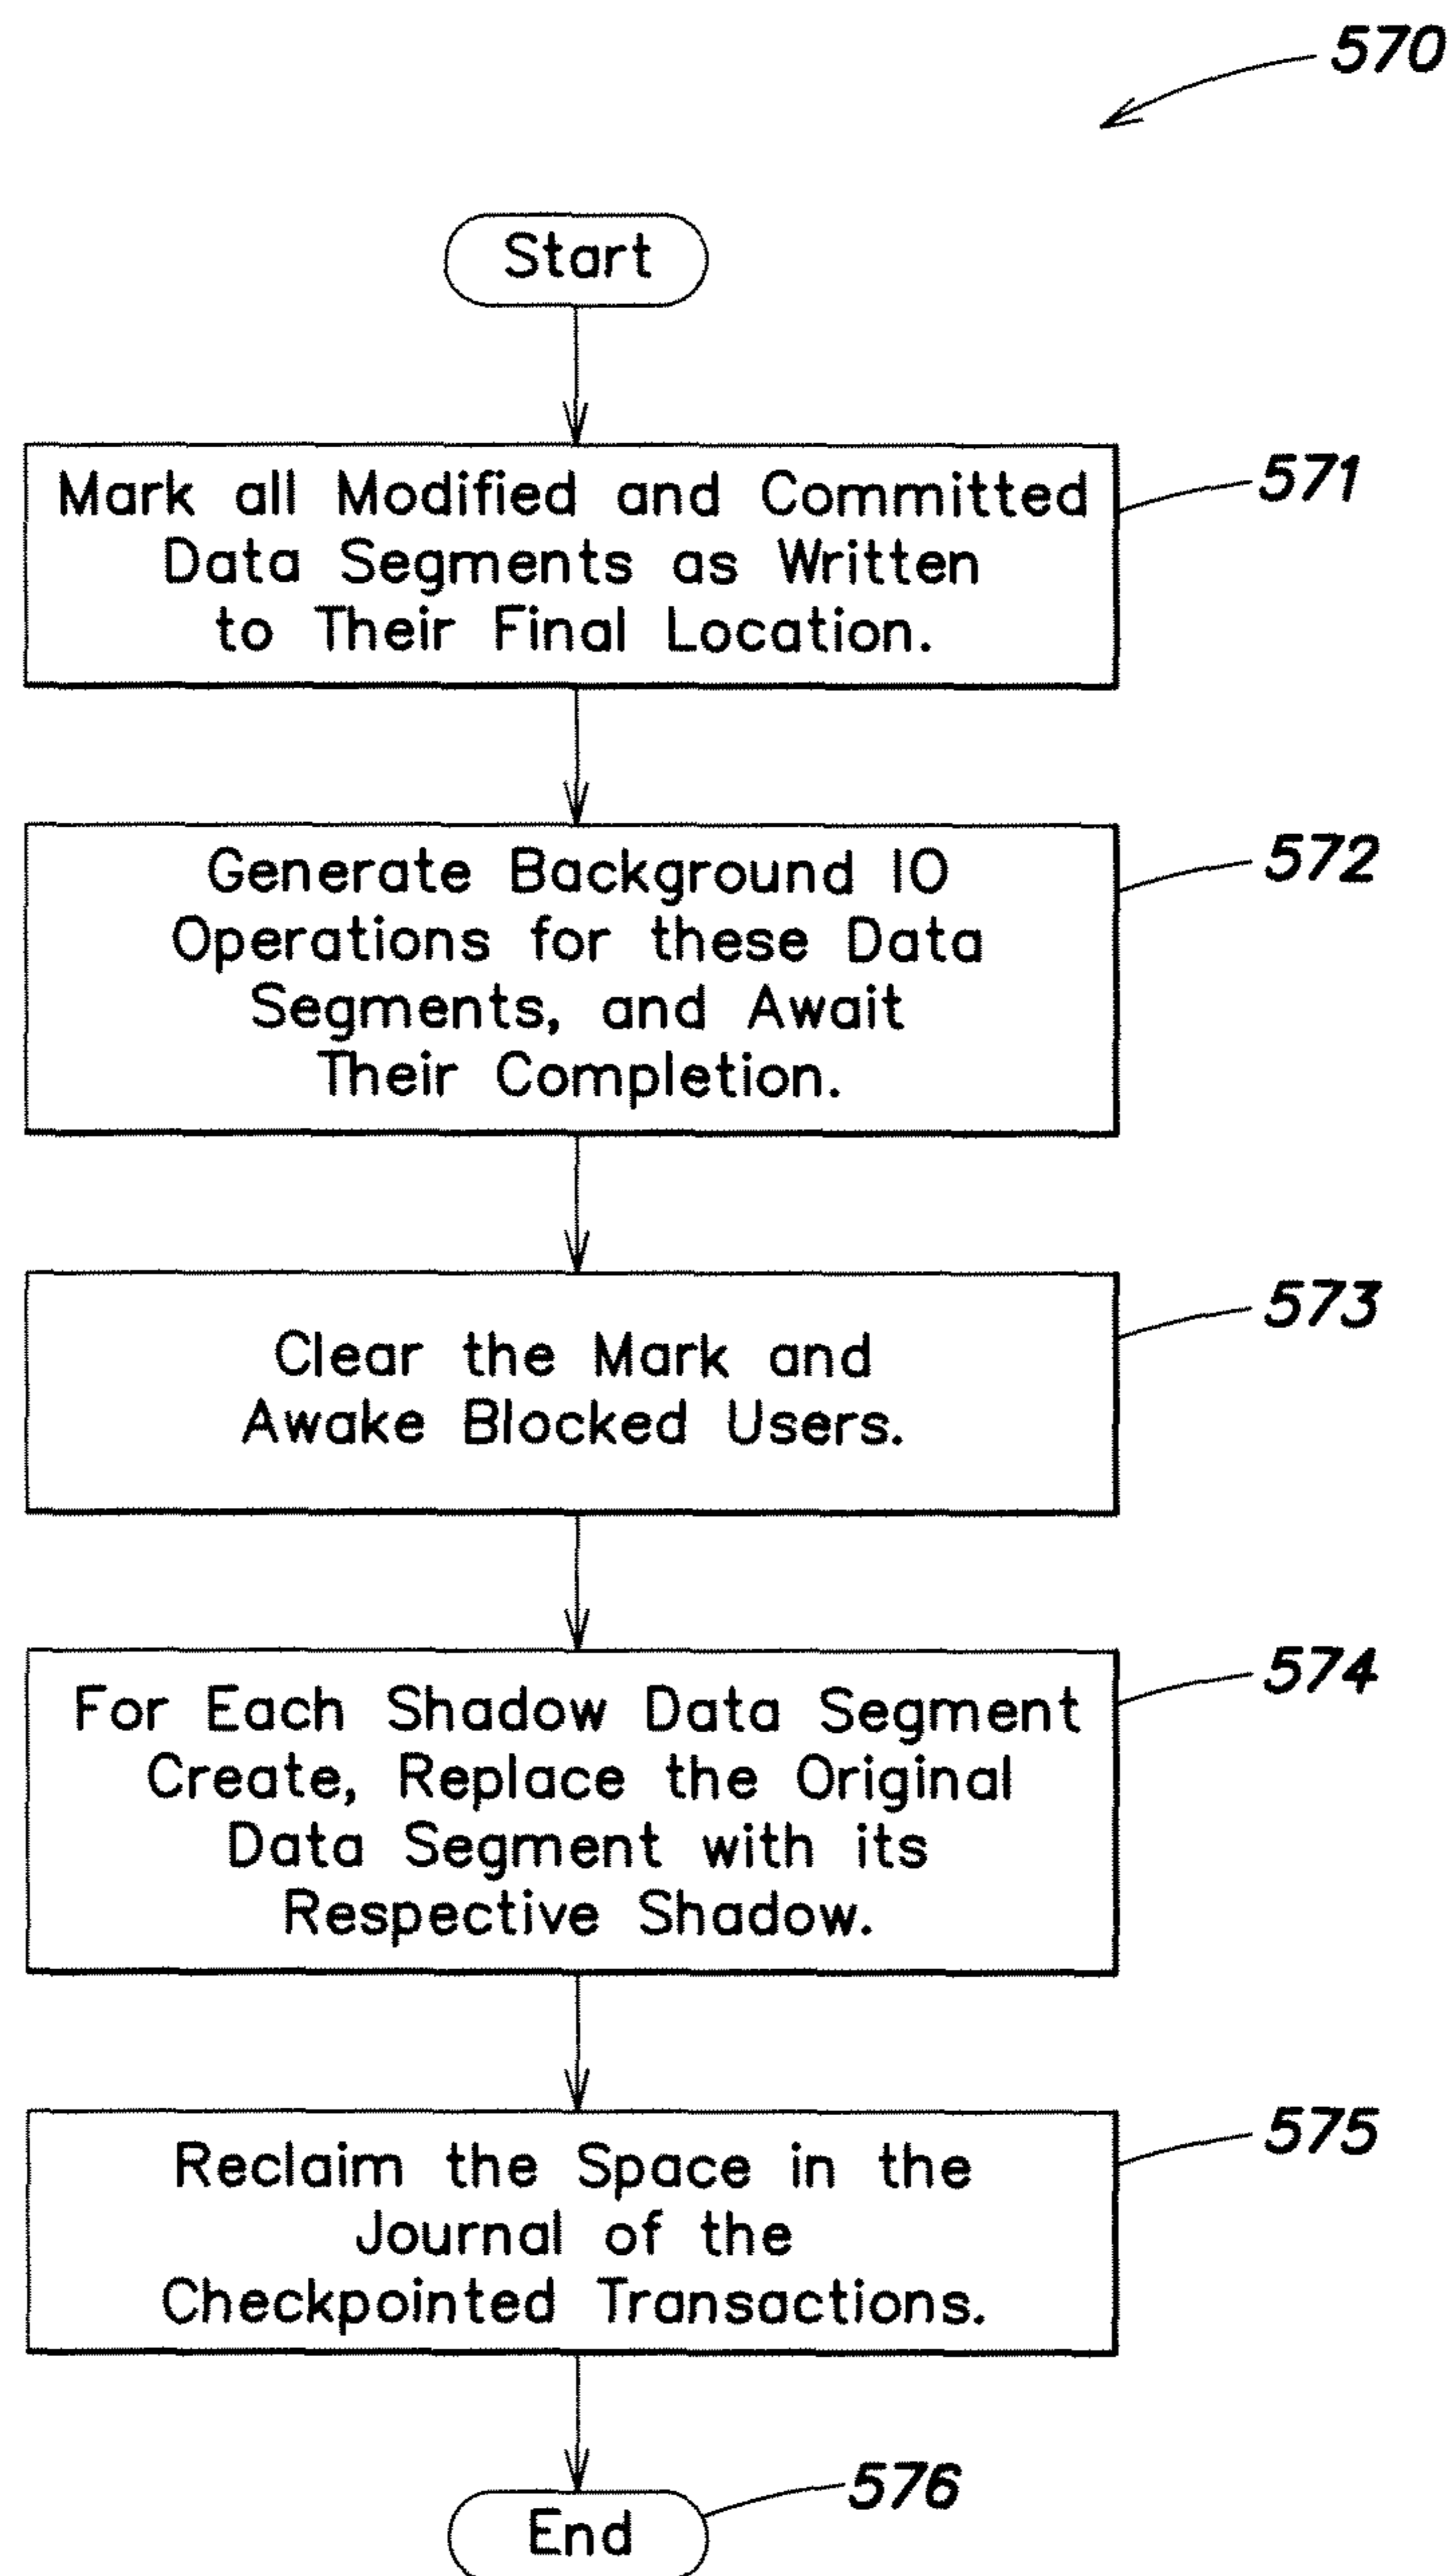 570
Start
Mark all Modified and Committed
Data Segments as Written
to Their Final Location.
571
Generate Background IO
Operations for these Data
Segments, and Await
Their Completion.
572
Clear the Mark and
Awake Blocked Users.
573
For Each Shadow Data Segment
Create, Replace the Original
Data Segment with its
Respective Shadow.
574
Reclaim the Space in the
Journal of the
Checkpointed Transactions.
575
End
576